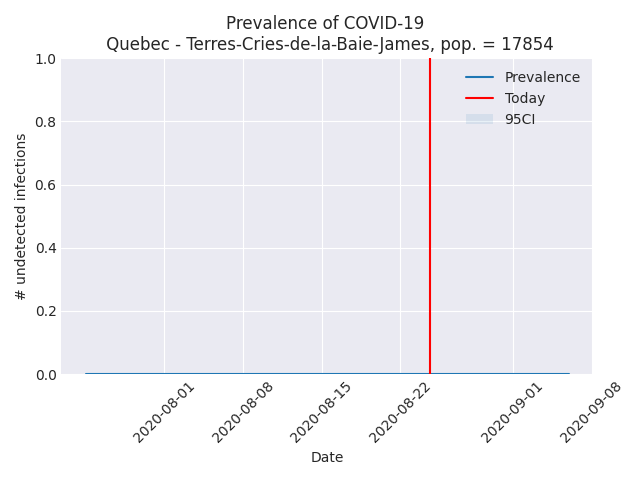 Prevalence of COVID-19
Quebec - Terres-Cries-de-la-Baie-James, pop. = 17854
Prevalence
Today
95CI
# undetected infections
1.0
0.8
0.6
0.4
0.2
0.0
2020-08-01
2020-08-08
2020-08-15
2020-08-22
2020-09-01
2020-09-08
Date